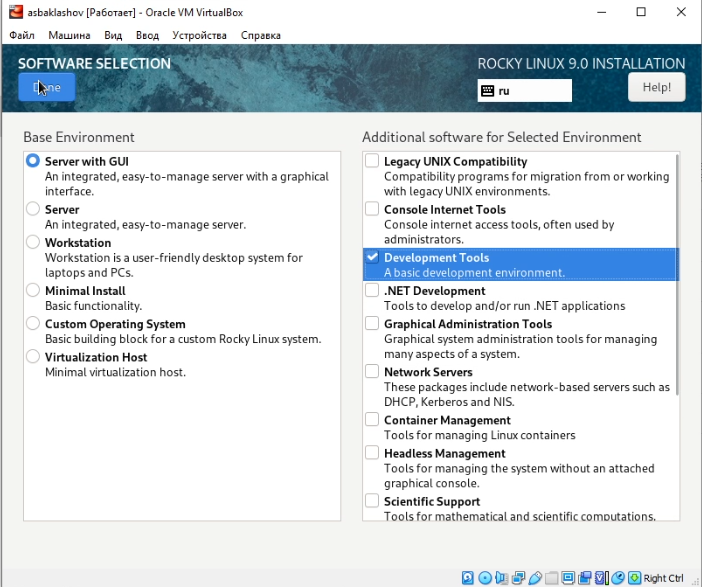 asbaklashov [Работает] - Oracle VM VirtualBox
Файл Машина Вид Ввод Устройства Справка
SOFTWARE SELECTION
ROCKY LINUX 9.0 INSTALLATION
Done
ru
Help!
Base Environment
Server with GUI
An integrated, easy-to-manage server with a graphical
interface.
Server
An integrated, easy-to-manage server.
Workstation
Workstation is a user-friendly desktop system for
laptops and PCs.
Minimal Install
Basic functionality.
Custom Operating System
Basic building block for a custom Rocky Linux system.
Virtualization Host
Minimal virtualization host.
Additional software for Selected Environment
Legacy UNIX Compatibility
Compatibility programs for migration from or working
with legacy UNIX environments.
Console Internet Tools
Console internet access tools, often used by
administrators.
Development Tools
A basic development environment.
.NET Development
Tools to develop and/or run .NET applications
Graphical Administration Tools
Graphical system administration tools for managing
many aspects of a system.
Network Servers
These packages include network-based servers such as
DHCP, Kerberos and NIS.
Container Management
Tools for managing Linux containers
Headless Management
Tools for managing the system without an attached
graphical console.
Scientific Support
Tools for mathematical and scientific computations,
Right Ctrl